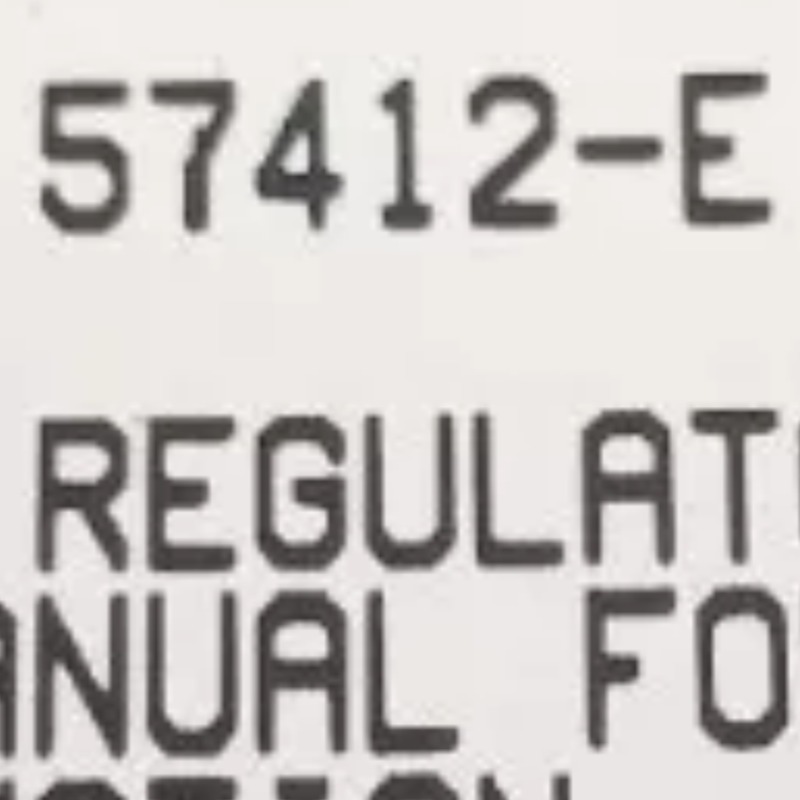 57412-E
REGULAT
ANUAL FO